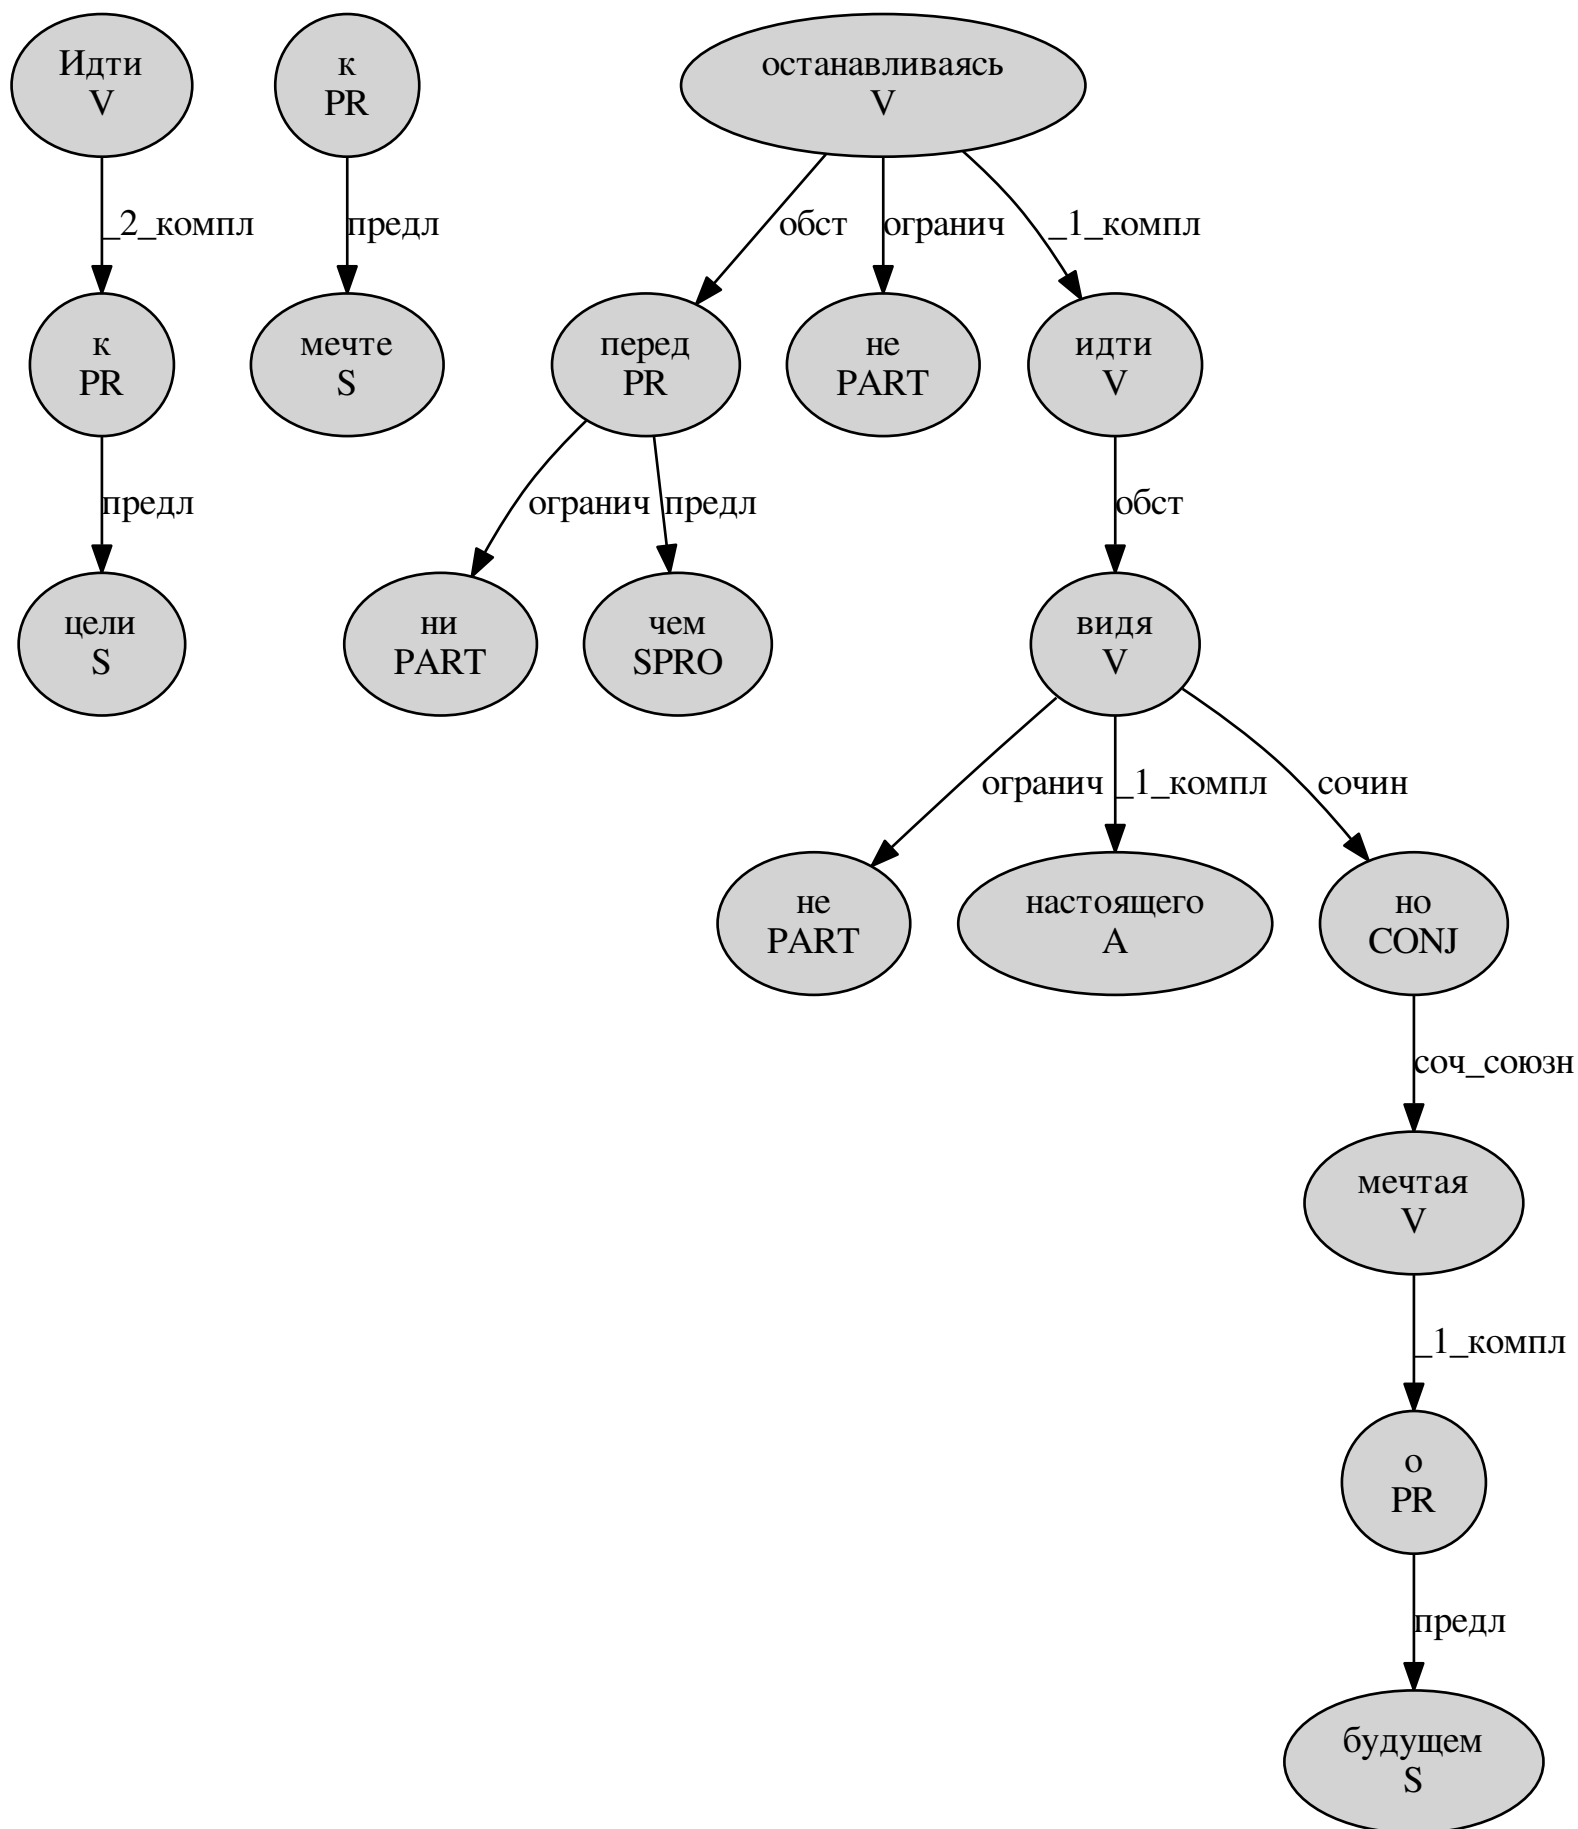 Идти
V
к
PR
останавливаясь
V
_2_компл
предл
обст
огранич
_1_компл
к
PR
мечте
S
перед
PR
не
PART
идти
V
предл
огранич
предл
обст
цели
S
ни
PART
чем
SPRO
видя
V
огранич
_1_компл
сочин
не
PART
настоящего
A
но
CONJ
соч_союзн
мечтая
V
_1_компл
о
PR
предл
будущем
S